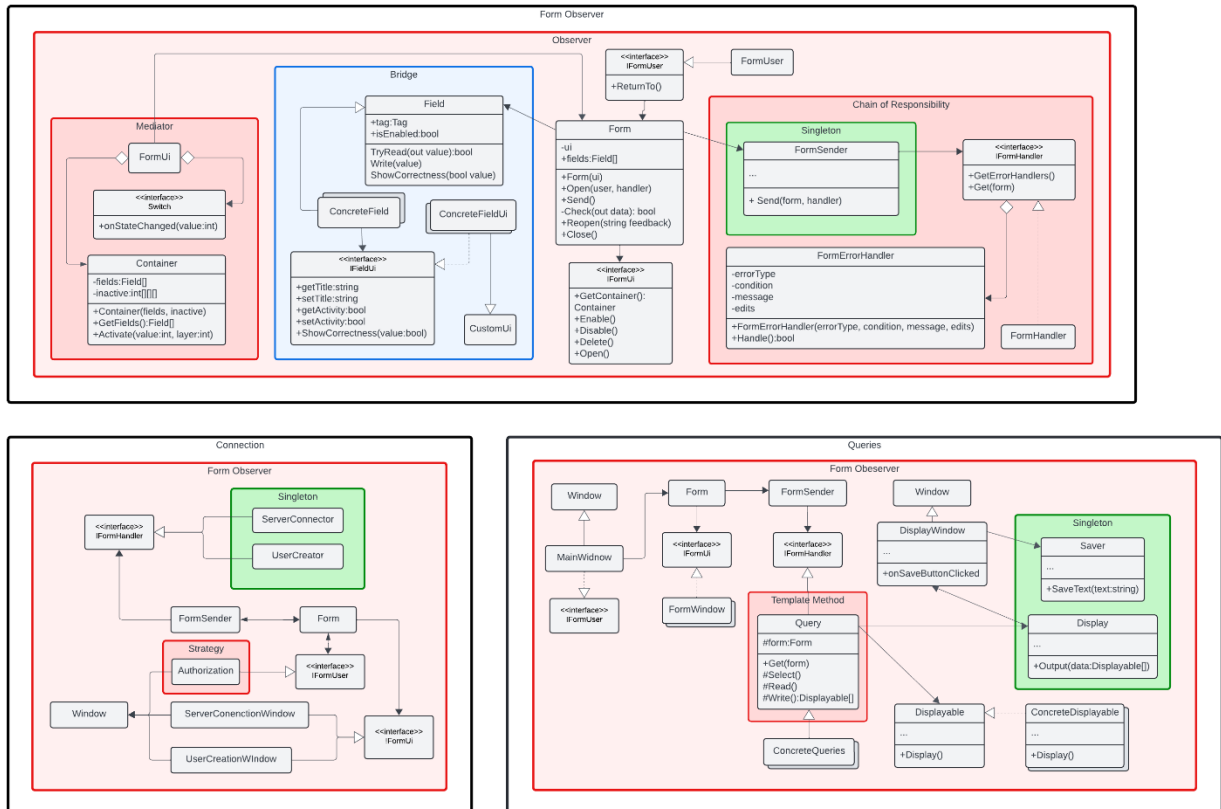 Form Observer
Observer
Mediator
FormUi
<<interface>>
Switch
+onStateChanged(value:int)
Container
-fields:Field[]
-inactive:int[][][]
+Container(fields, inactive)
+GetFields():Field[]
+Activate(value:int, layer:int)
Bridge
Field
+tag:Tag
+isEnabled:bool
TryRead(out value):bool
Write(value)
ShowCorrectness(bool value)
ConcreteField
ConcreteFieldUi
<<interface>>
IFieldUi
+getTitle:string
+setTitle:string
+getActivity:bool
+setActivity:bool
+ShowCorrectness(value:bool)
CustomUi
<<interface>>
IFormUser
+ReturnTo()
FormUser
Form
-ui
+fields:Field[]
+Form(ui)
+Open(user, handler)
+Send()
-Check(out data): bool
+Reopen(string feedback)
+Close()
<<interface>>
IFormUi
+GetContainer():
Container
+Enable()
+Disable()
+Delete()
+Open()
Chain of Responsibility
Singleton
FormSender
...
+ Send(form, handler)
<<interface>>
IFormHandler
+GetErrorHandlers()
+Get(form)
FormErrorHandler
-errorType
-condition
-message
-edits
+FormErrorHandler(errorType, condition, message, edits)
+Handle():bool
FormHandler
Connection
Form Observer
Singleton
ServerConnector
UserCreator
<<interface>>
IFormHandler
FormSender
Form
Strategy
Authorization
<<interface>>
IFormUser
Window
ServerConenctionWindow
UserCreationWIndow
<<interface>>
IFormUi
Queries
Form Obeserver
Window
Form
FormSender
Window
MainWidnow
<<interface>>
IFormUi
<<interface>>
IFormHandler
DisplayWindow
...
+onSaveButtonClicked
Singleton
Saver
...
+SaveText(text:string)
Display
...
+Output(data:Displayable[])
<<interface>>
IFormUser
FormWindow
Template Method
Query
#form:Form
+Get(form)
#Select()
#Read()
#Write():Displayable[]
ConcreteQueries
Displayable
...
+Display()
ConcreteDisplayable
...
+Display()